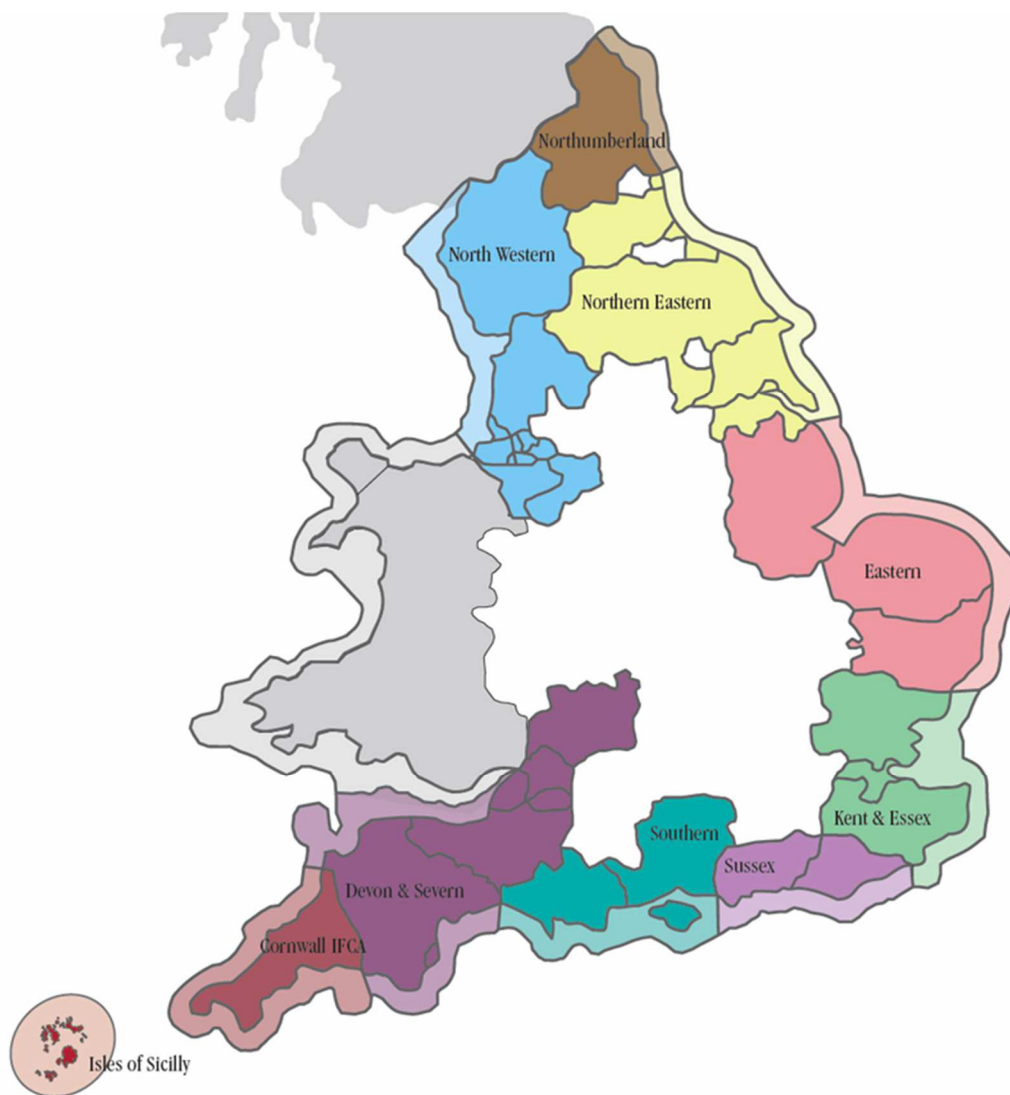 Northumberland
North Western
Northern Eastern
Eastern
Kent & Essex
Southern
Sussex
Devon & Severn
Cornwall IFCA
Isles of Sicilly